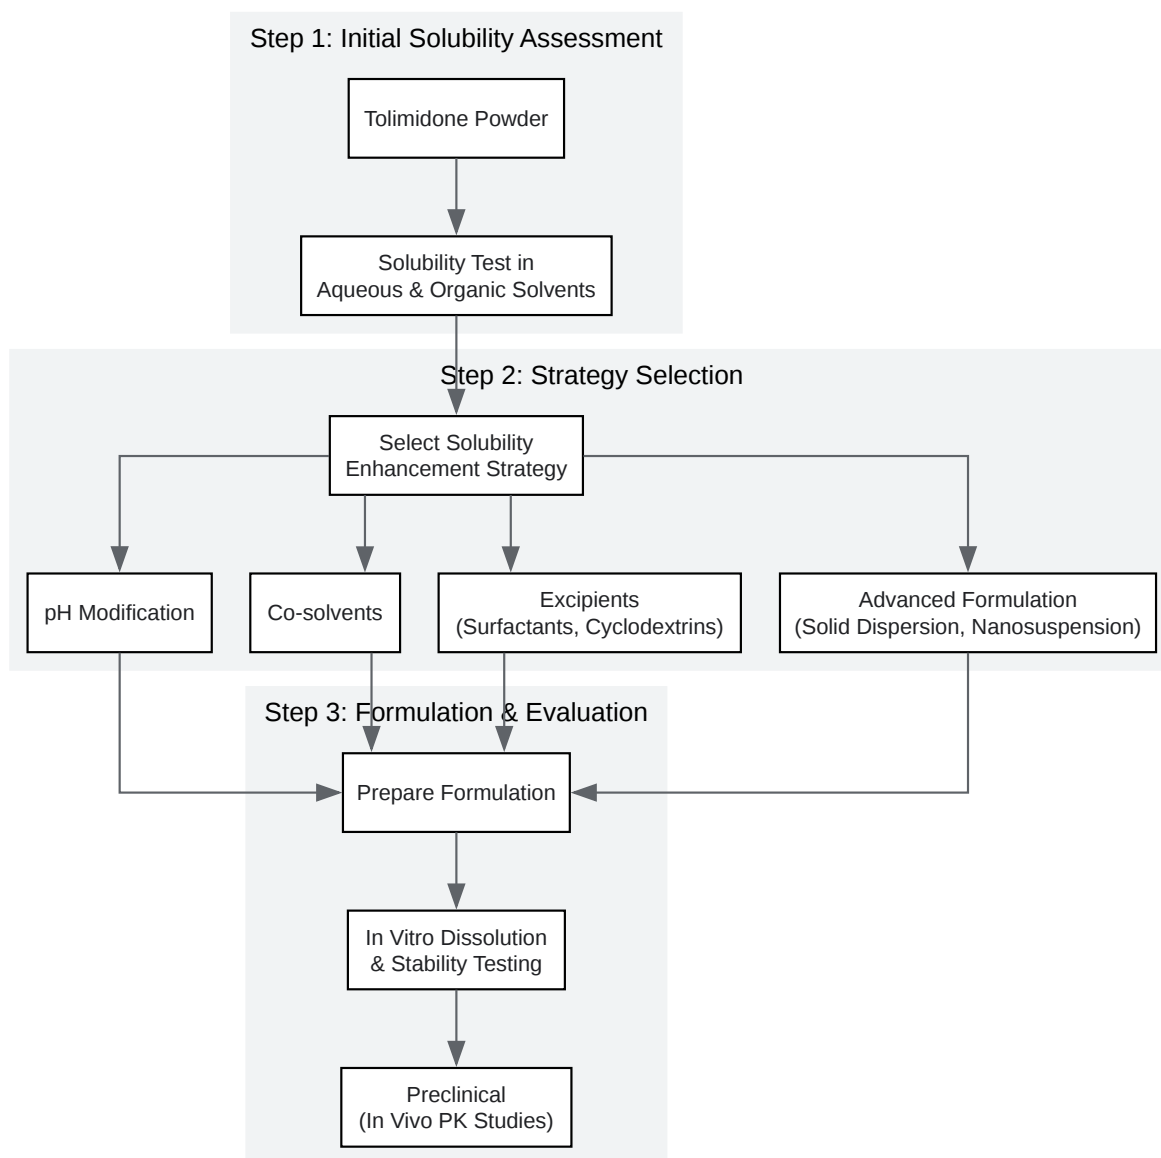 Step 1: Initial Solubility Assessment
Tolimidone Powder
Solubility Test in
Aqueous & Organic Solvents
Step 2: Strategy Selection
Select Solubility
Enhancement Strategy
pH Modification
Co-solvents
Excipients
(Surfactants, Cyclodextrins)
Advanced Formulation
(Solid Dispersion, Nanosuspension)
Step 3: Formulation & Evaluation
Prepare Formulation
In Vitro Dissolution
& Stability Testing
Preclinical
(In Vivo PK Studies)